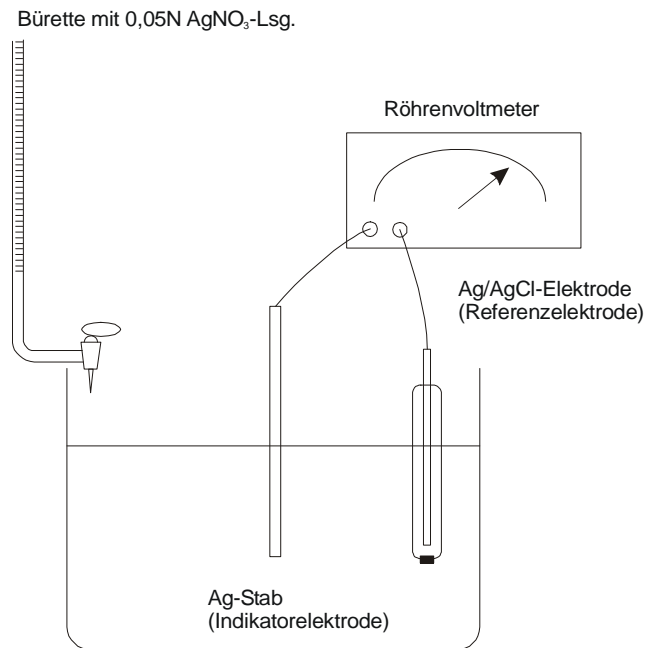 Bürette mit 0,05N AgNO₃-Lsg.
Röhrenvoltmeter
Ag/AgCl-Elektrode
(Referenzelektrode)
Ag-Stab
(Indikatorelektrode)